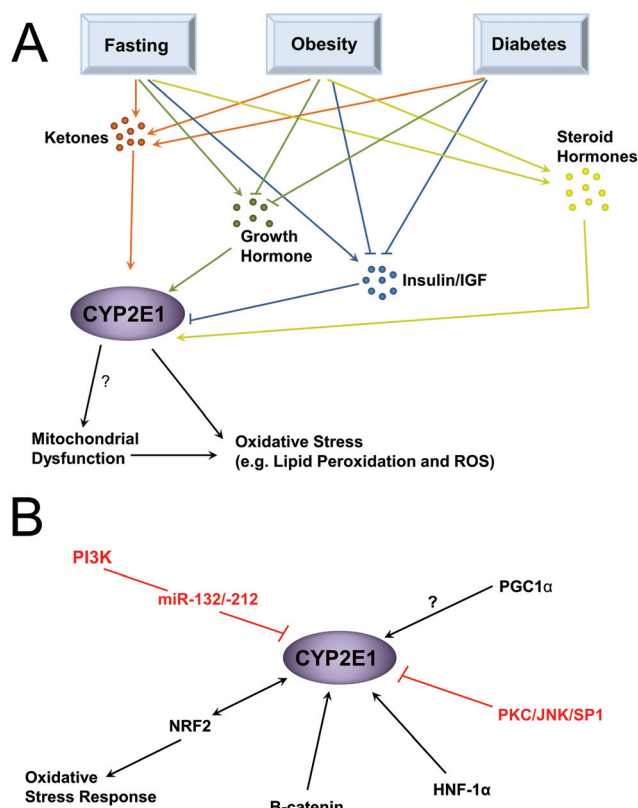 A
Fasting
Obesity
Diabetes
Ketones
Steroid
Hormones
Growth
Hormone
Insulin/IGF
CYP2E1
?
Mitochondrial
Dysfunction
Oxidative Stress
(e.g. Lipid Peroxidation and ROS)
B
PI3K
miR-132/-212
?
PGC1α
CYP2E1
PKC/JNK/SP1
NRF2
Oxidative
Stress Response
B-catenin
HNF-1α